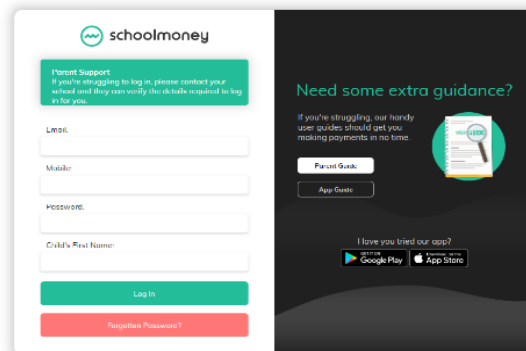 schoolmoney
Parent Support
If you're struggling to log in, please contact your
school and they can verify the details required to log
in for you.
Email:
Mobile:
Password:
Child's First Name:
Log In
Forgotten Password?
Need some extra guidance?
If you're struggling, our handy
user guides should get you
making payments in no time.
Parent Guide
App Guide
Have you tried our app?
GET IT ON
Google Play
Download on the
App Store